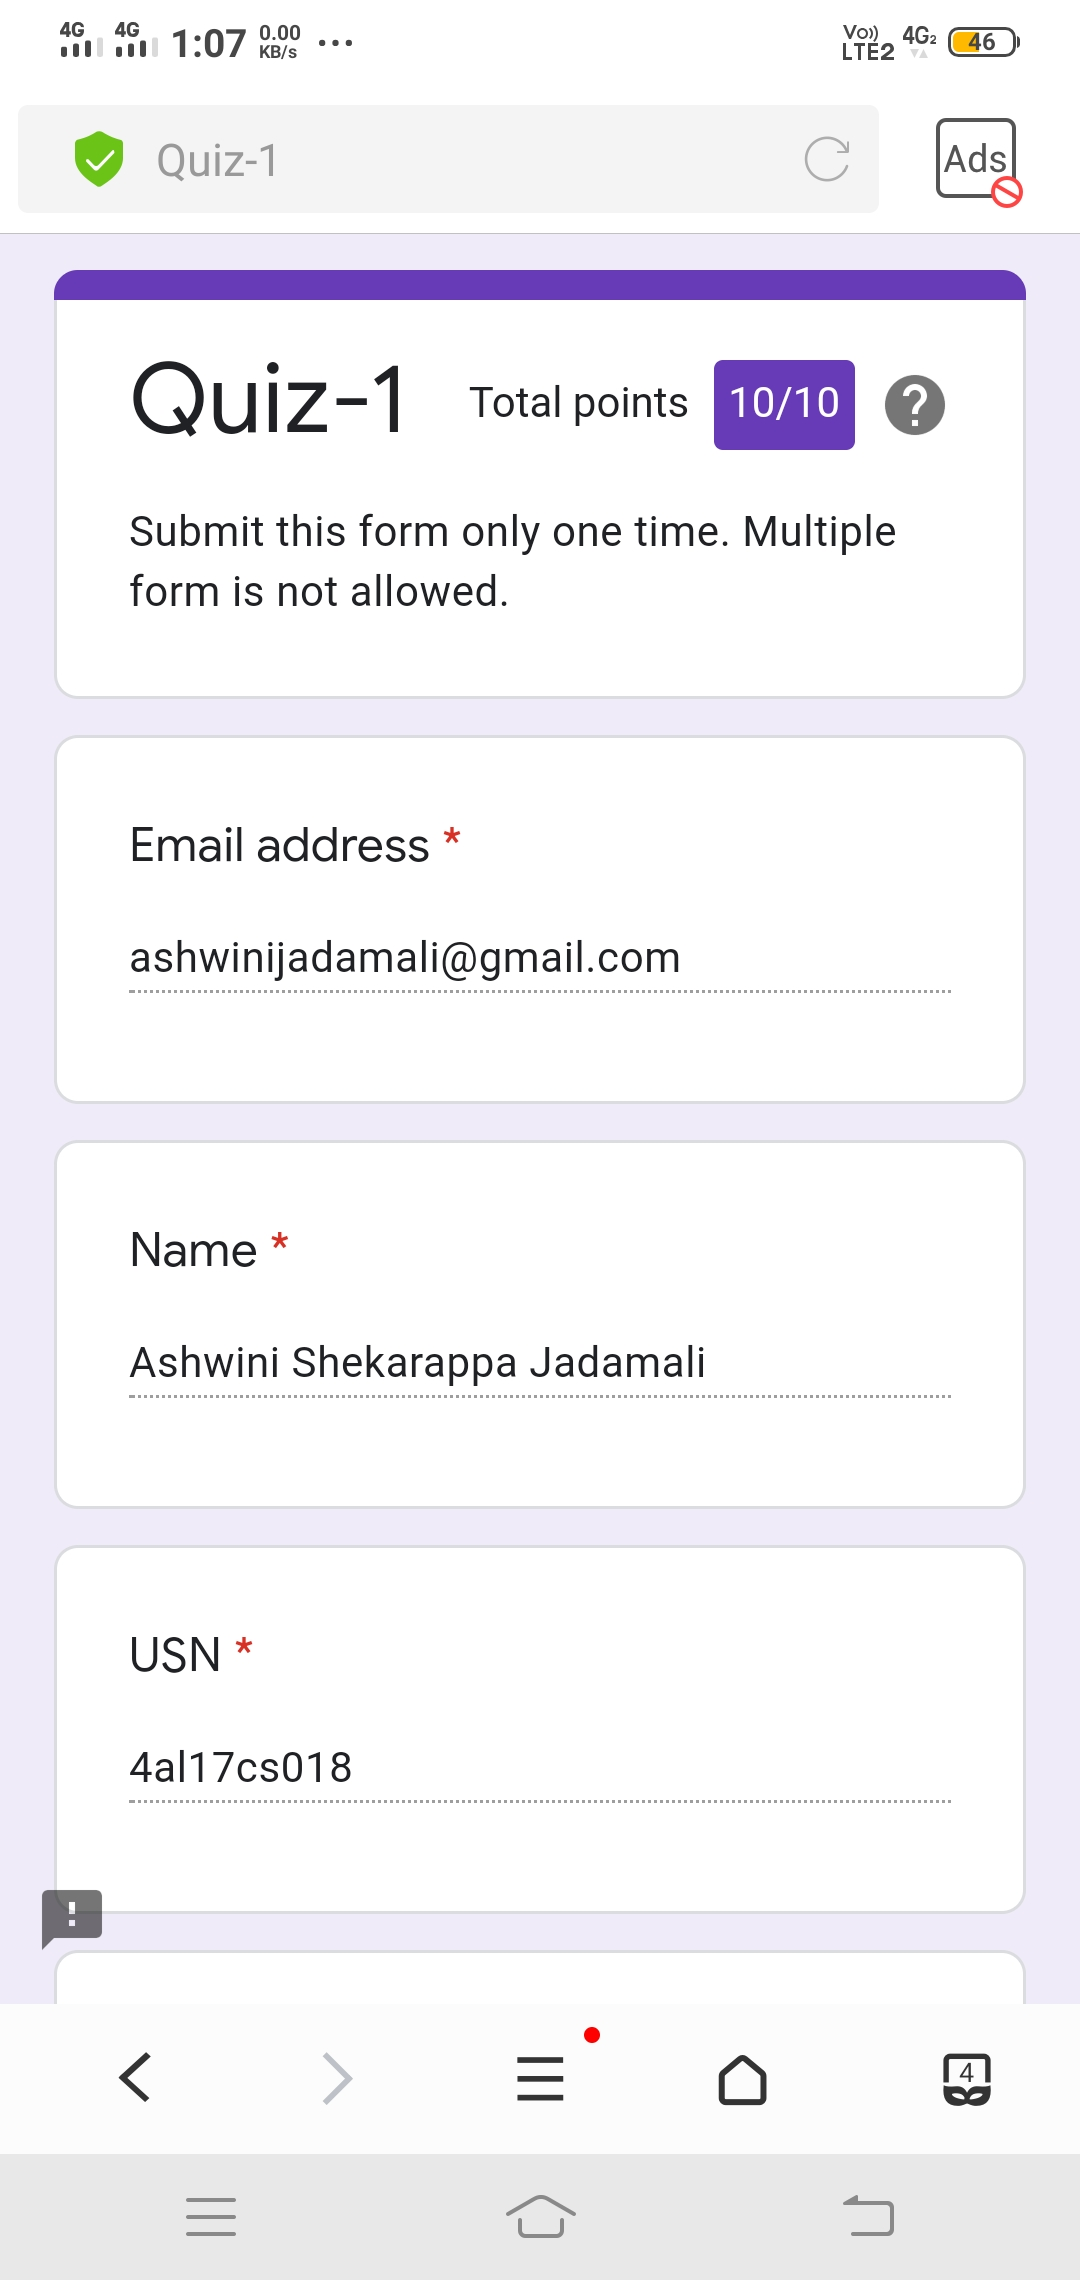 4G 4G 1:07 0.00 KB/s ... Vo)) LTE2 4G2 46
Quiz-1 Ads
Quiz-1 Total points 10/10 ?
Submit this form only one time. Multiple
form is not allowed.
Email address *
ashwinijadamali@gmail.com
Name *
Ashwini Shekarappa Jadamali
USN *
4al17cs018
!
4